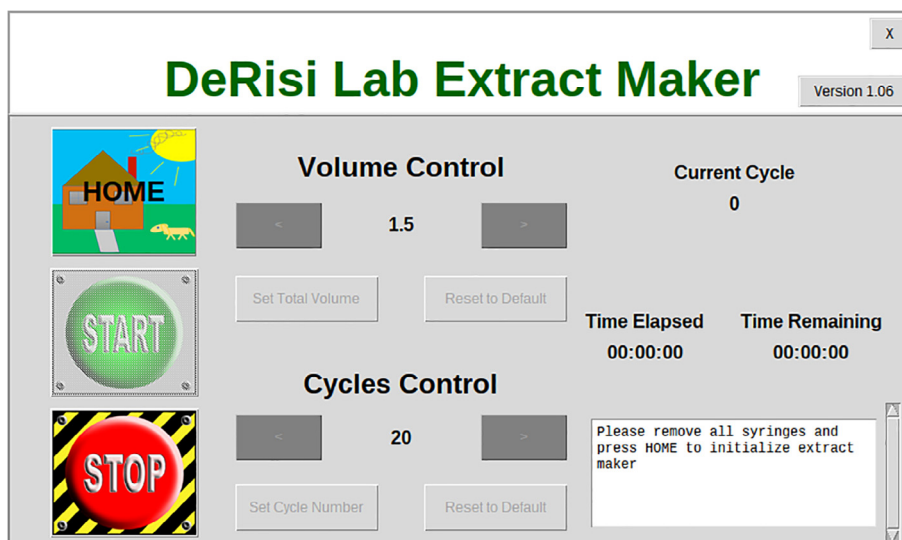 X
DeRisi Lab Extract Maker
Version 1.06
HOME
START
STOP
Volume Control
< 1.5 >
Set Total Volume Reset to Default
Cycles Control
< 20 >
Set Cycle Number Reset to Default
Current Cycle
0
Time Elapsed Time Remaining
00:00:00 00:00:00
Please remove all syringes and
press HOME to initialize extract
maker